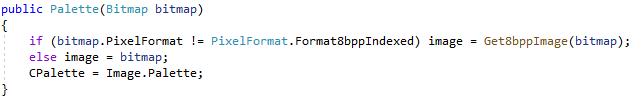 public Palette(Bitmap bitmap)
{
if (bitmap.PixelFormat != PixelFormat.Format8bppIndexed) image = Get8bppImage(bitmap);
else image = bitmap;
CPalette = Image.Palette;
}